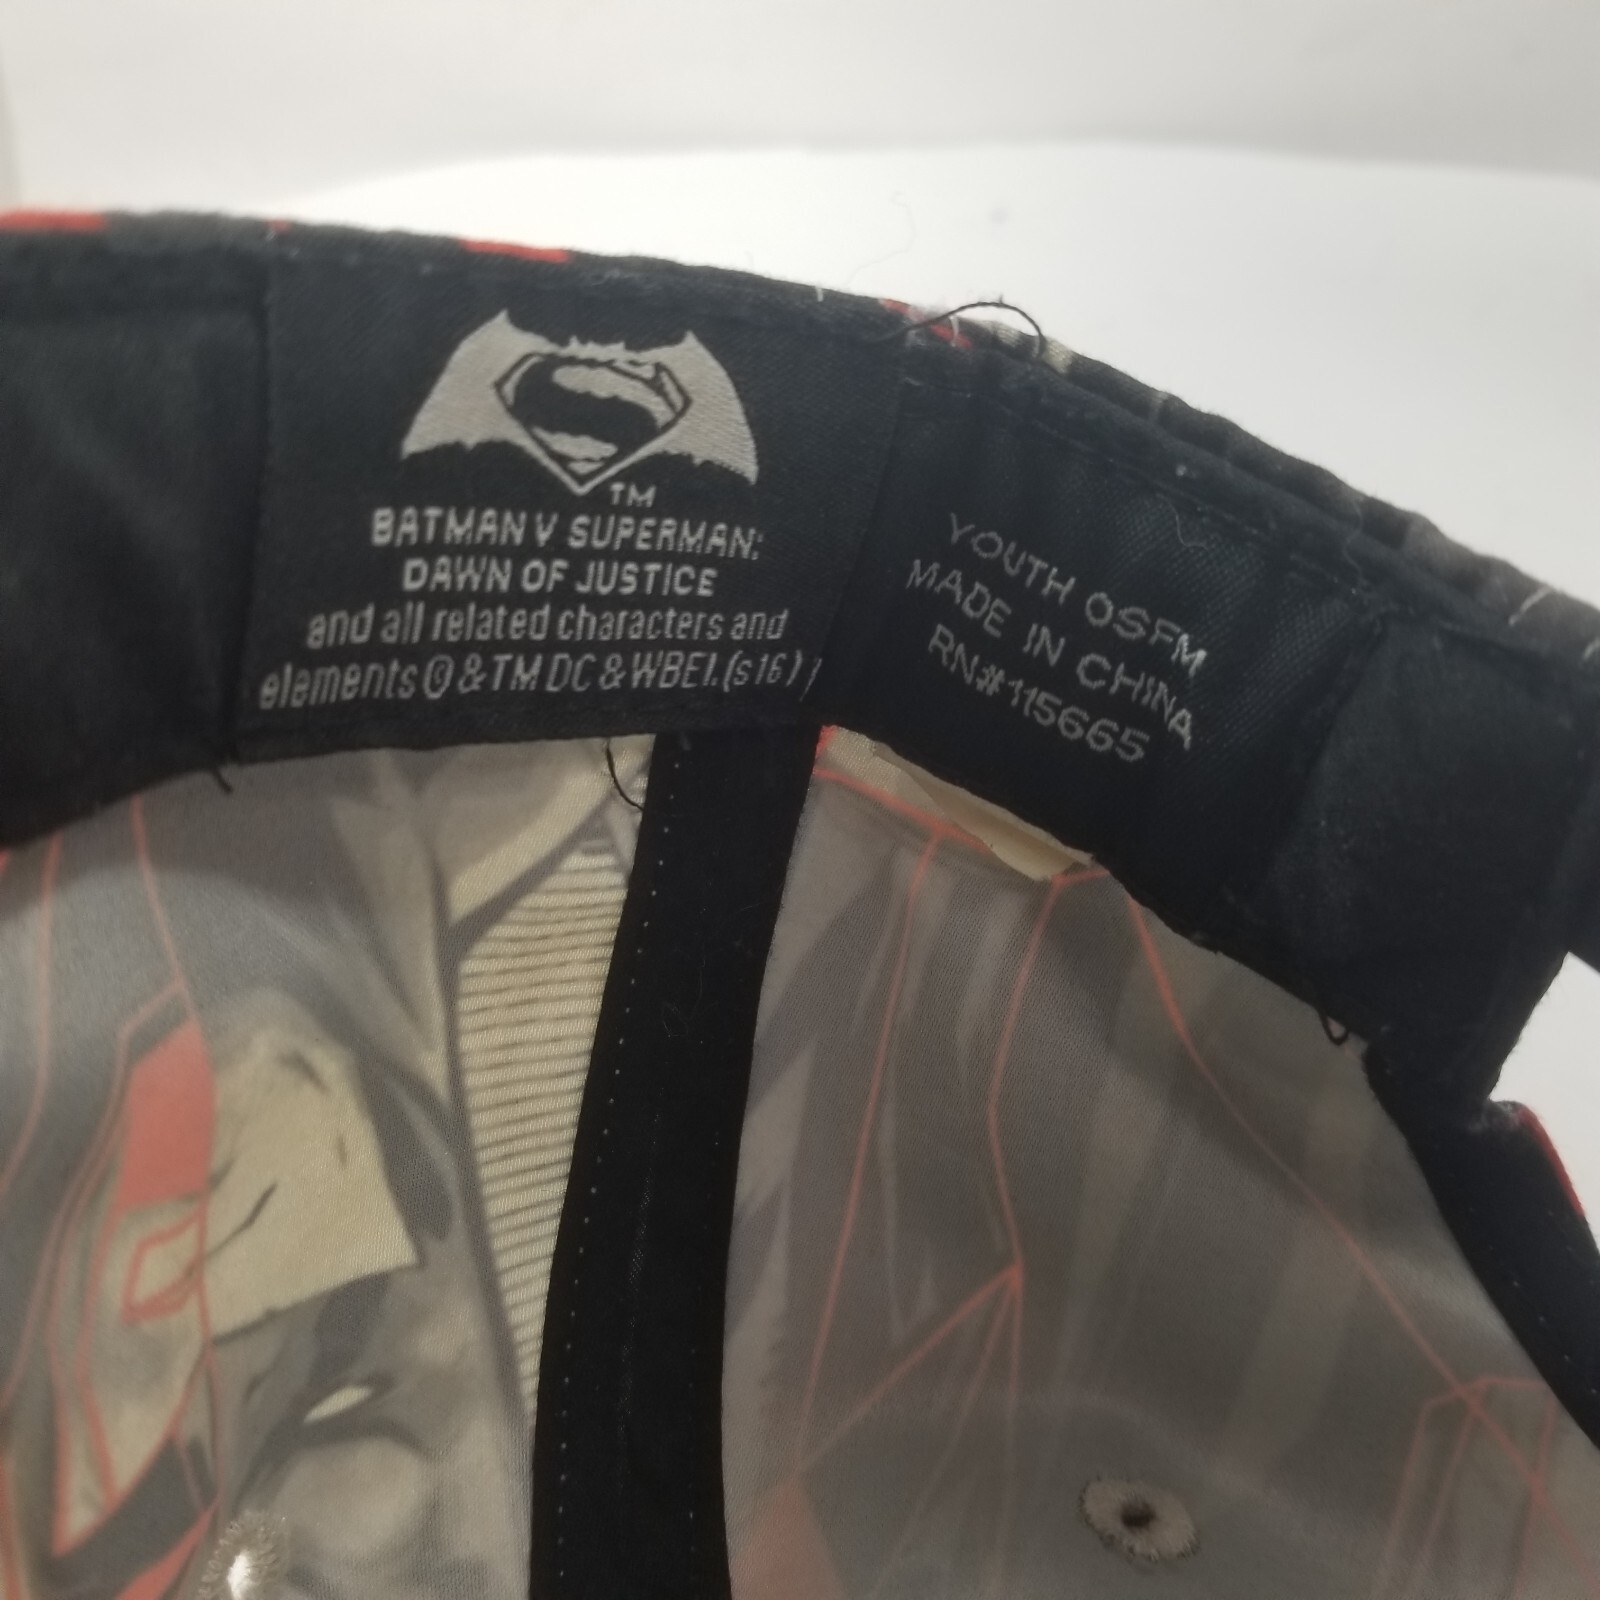 TM
BATMAN V SUPERMAN:
DAWN OF JUSTICE
and all related characters and
elements © & TM DC & WBEI. (s16)
YOUTH OSFM
MADE IN CHINA
RN#115665